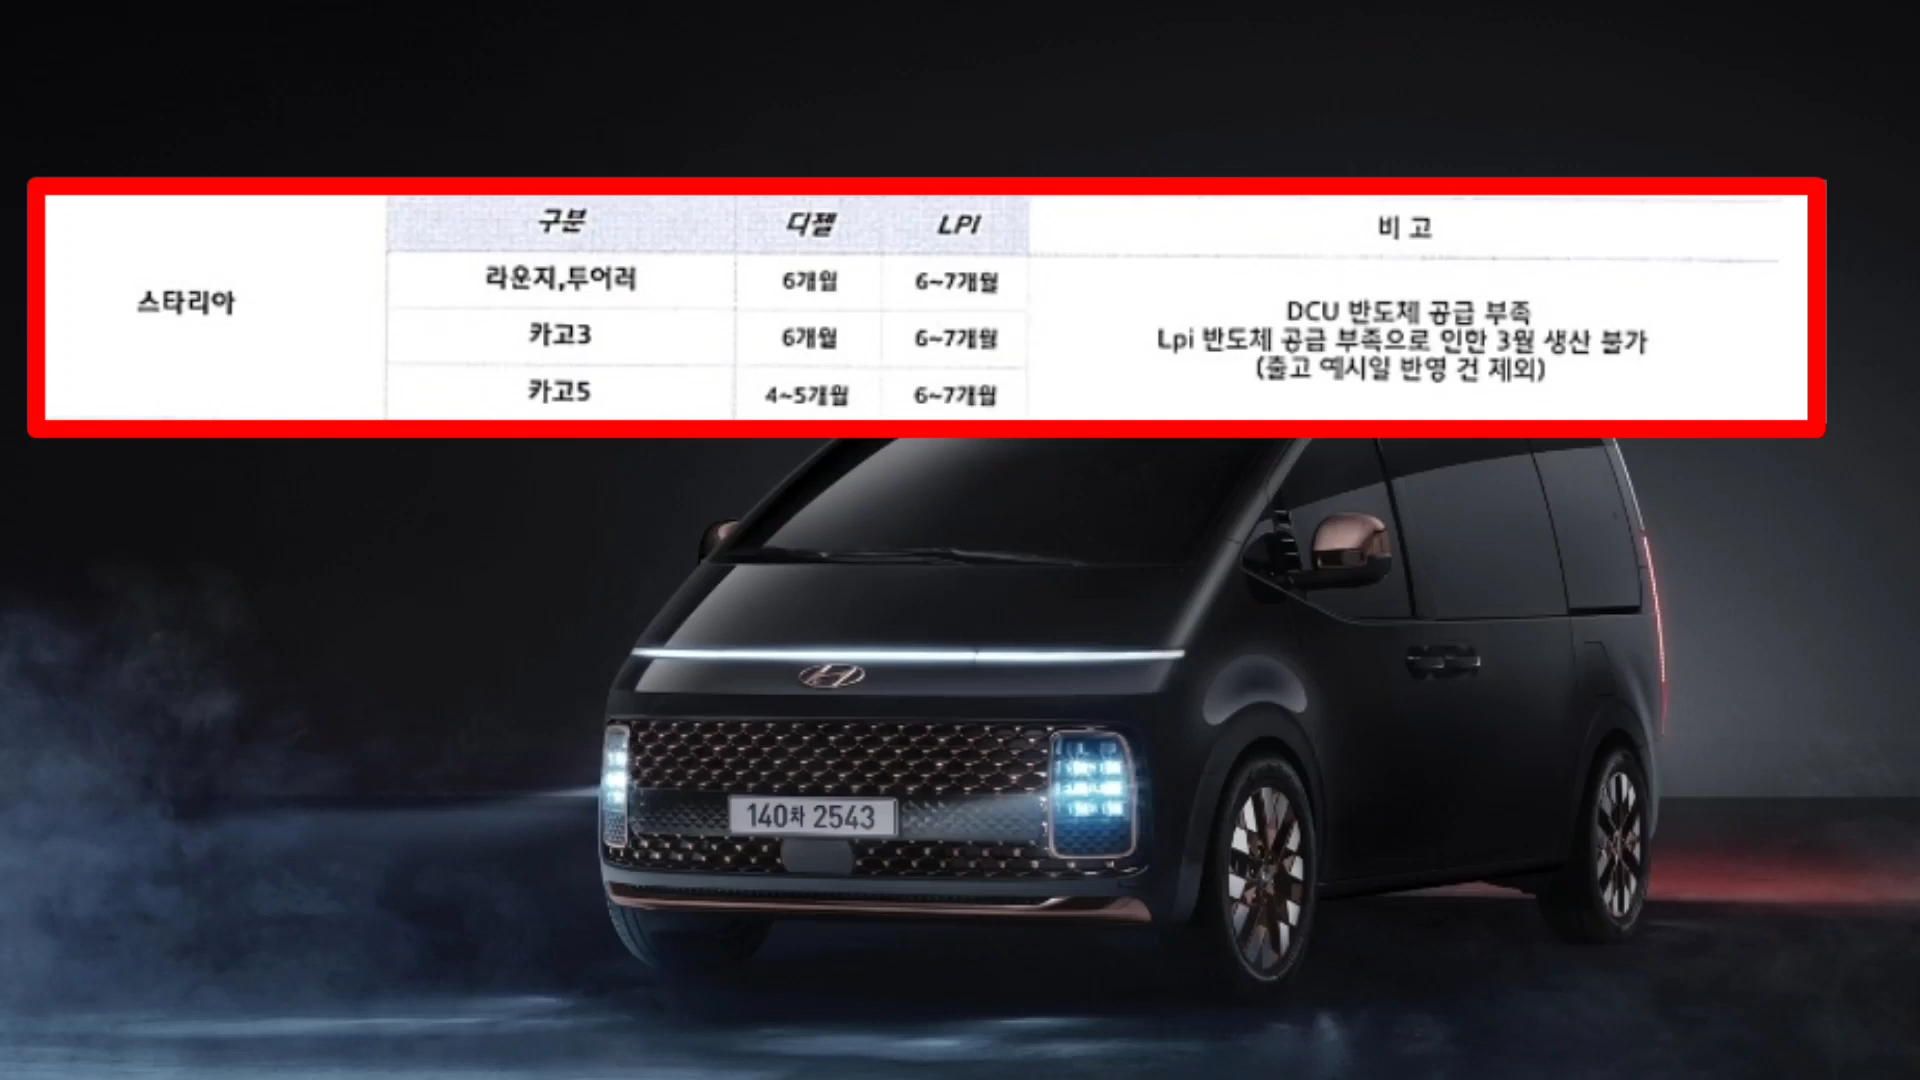 구분 디젤 LPI 비 고
스타리아
라운지,투어러 6개월 6~7개월
카고3 6개월 6~7개월
카고5 4~5개월 6~7개월
DCU 반도체 공급 부족
Lpi 반도체 공급 부족으로 인한 3월 생산 불가
(출고 예시일 반영 건 제외)
140차 2543